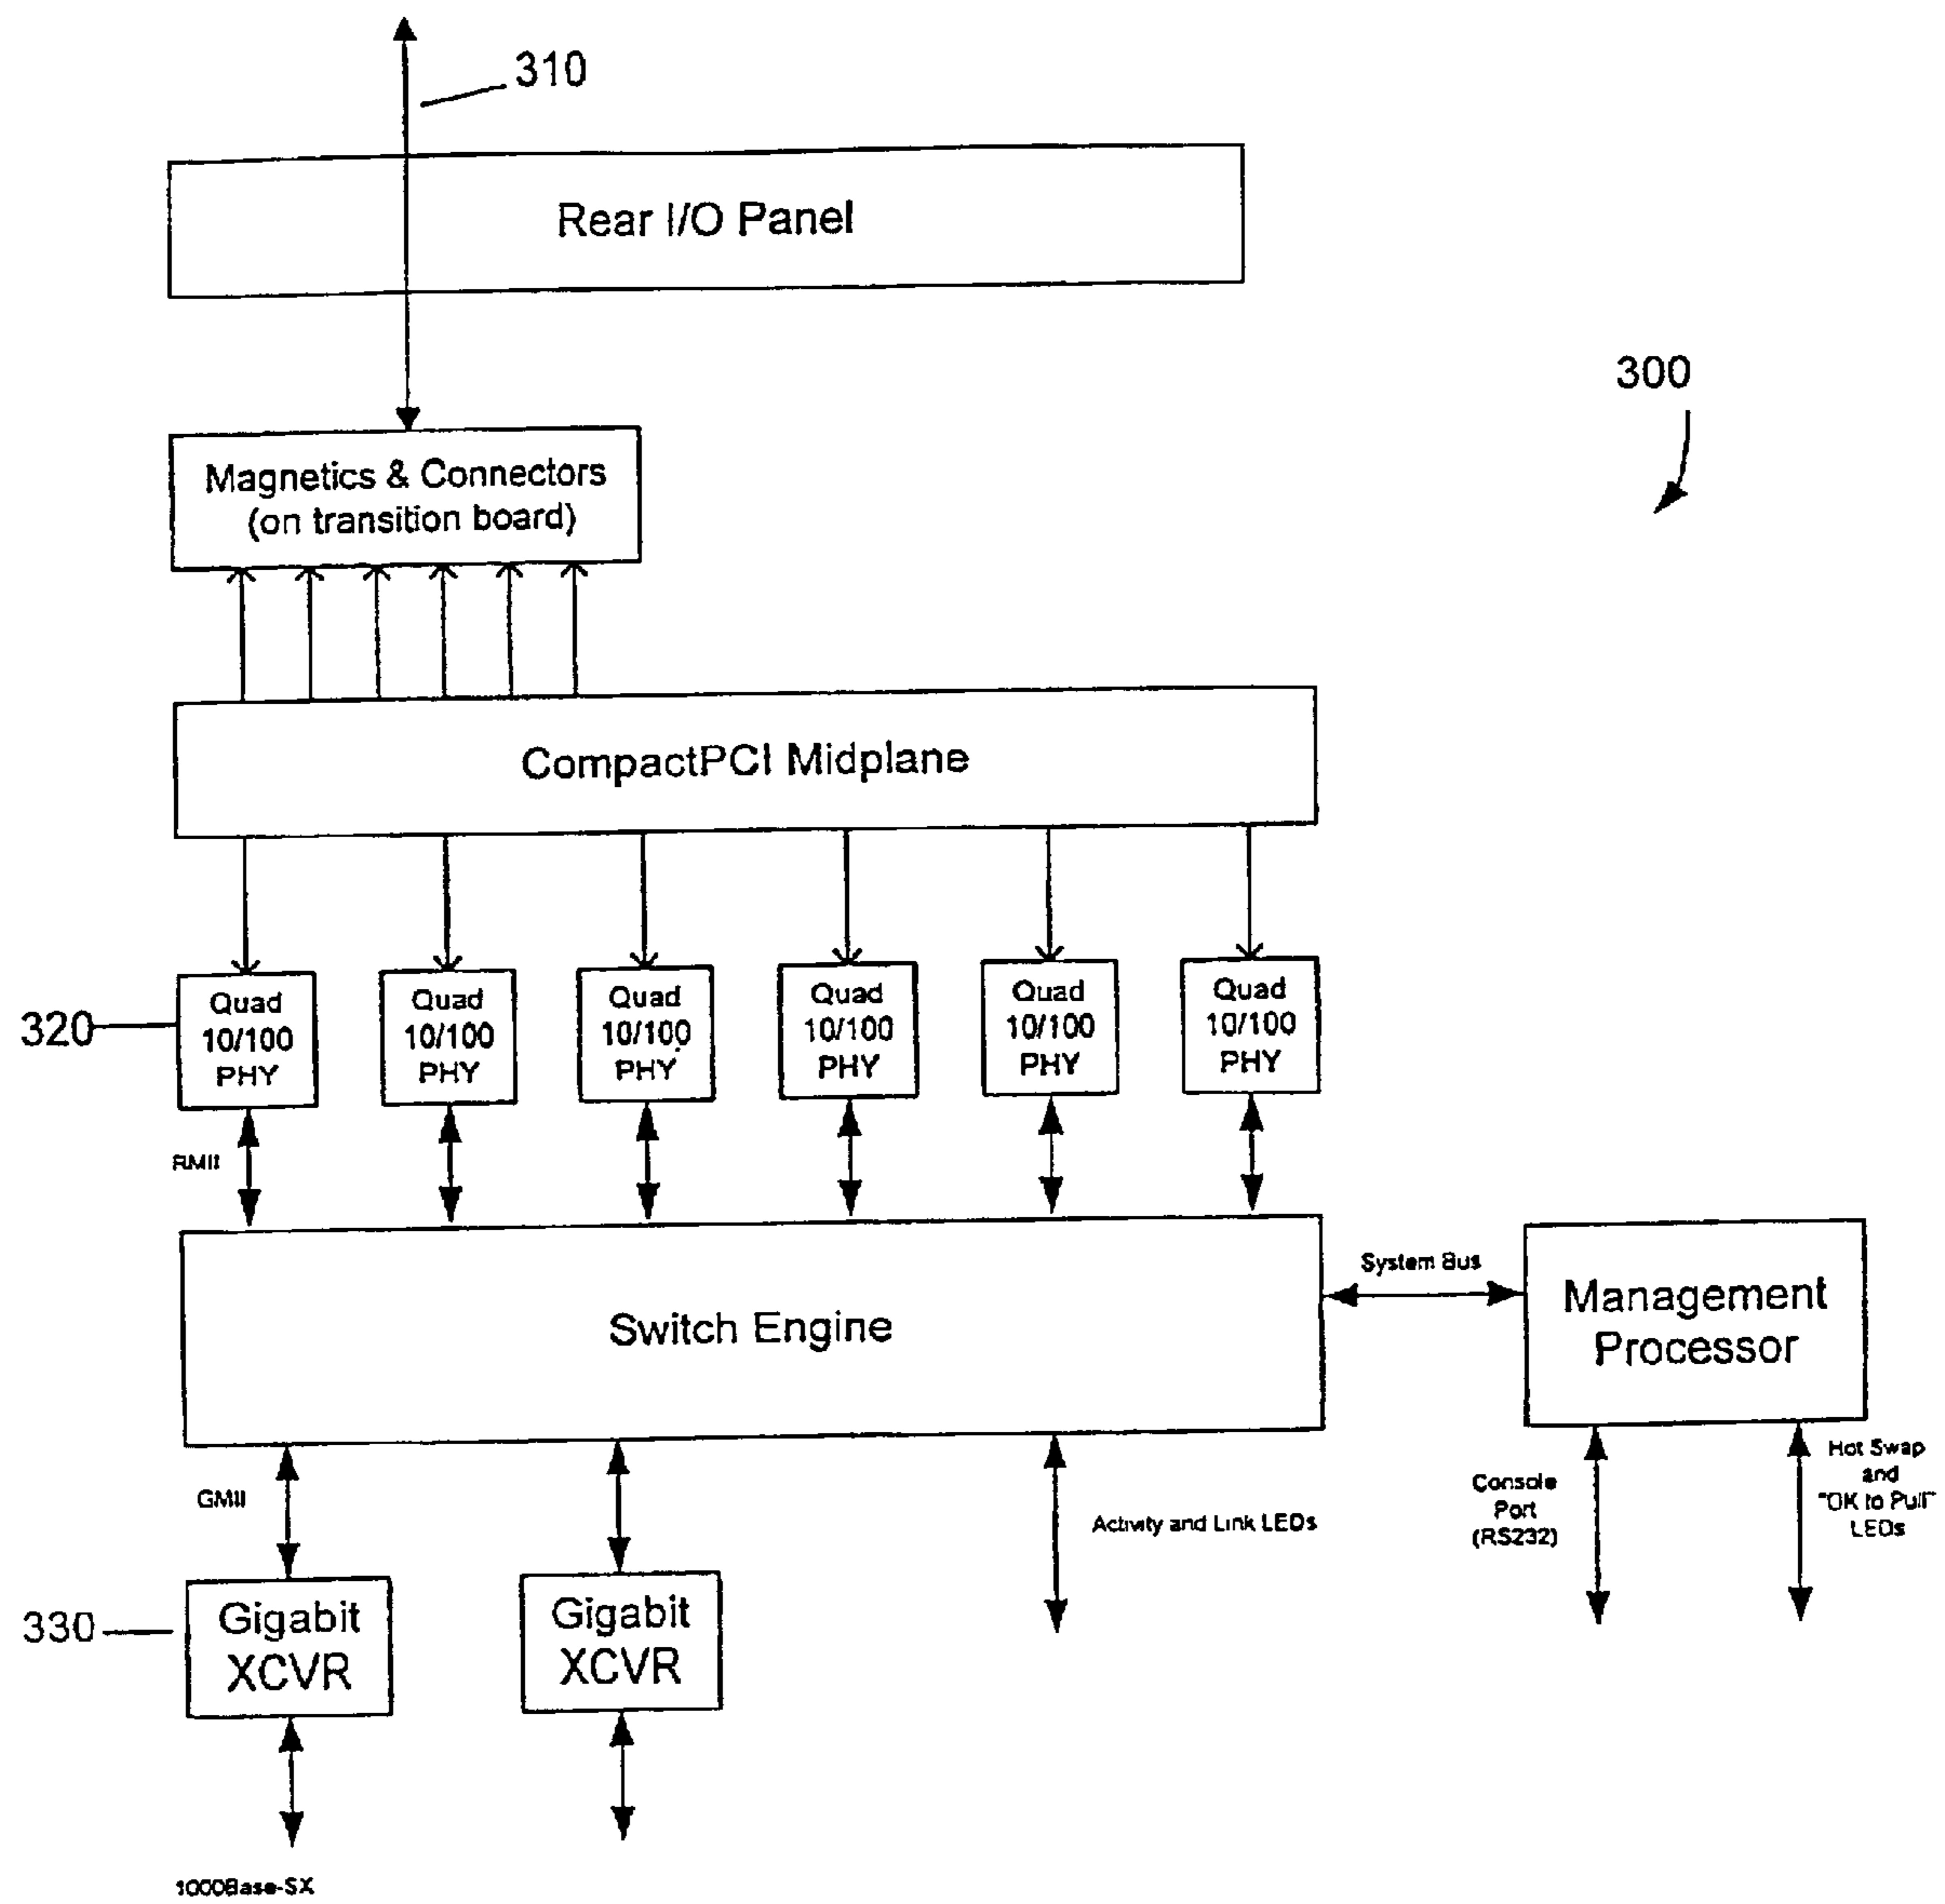 310
Rear I/O Panel
300
Magnetics & Connectors
(on transition board)
CompactPCI Midplane
320
Quad
10/100
PHY
Quad
10/100
PHY
Quad
10/100
PHY
Quad
10/100
PHY
Quad
10/100
PHY
Quad
10/100
PHY
RMII
Switch Engine
System Bus
Management
Processor
GMII
Activity and Link LEDs
Console
Port
(RS232)
Hot Swap
and
"OK to Pull"
LEDs
330
Gigabit
XCVR
Gigabit
XCVR
1000Base-SX